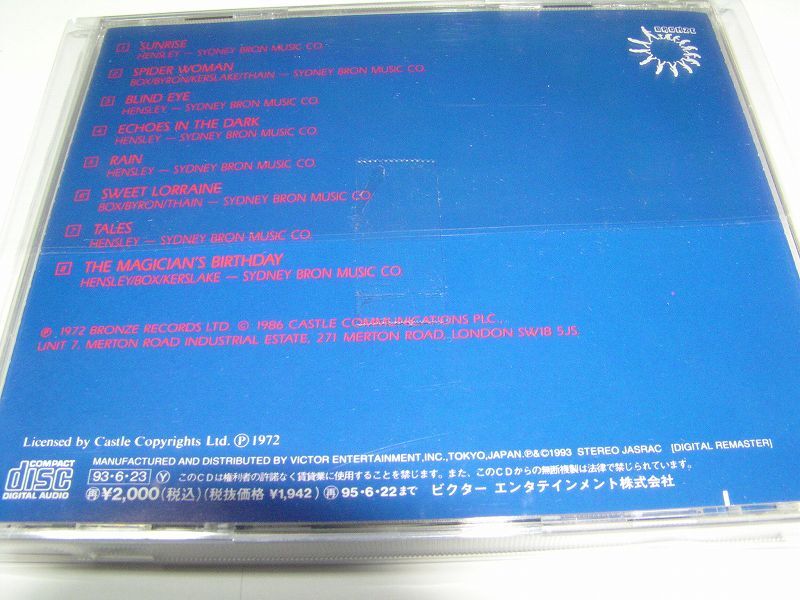 BRONZE
1 SUNRISE
HENSLEY — SYDNEY BRON MUSIC CO.
2 SPIDER WOMAN
BOX/BYRON/KERSLAKE/THAIN — SYDNEY BRON MUSIC CO.
3 BLIND EYE
HENSLEY — SYDNEY BRON MUSIC CO.
4 ECHOES IN THE DARK
HENSLEY — SYDNEY BRON MUSIC CO.
5 RAIN
HENSLEY — SYDNEY BRON MUSIC CO.
6 SWEET LORRAINE
BOX/BYRON/THAIN — SYDNEY BRON MUSIC CO.
7 TALES
HENSLEY — SYDNEY BRON MUSIC CO.
8 THE MAGICIAN'S BIRTHDAY
HENSLEY/BOX/KERSLAKE — SYDNEY BRON MUSIC CO.
℗ 1972 BRONZE RECORDS LTD. © 1986 CASTLE COMMUNICATIONS PLC.,
UNIT 7, MERTON ROAD INDUSTRIAL ESTATE, 271 MERTON ROAD, LONDON SW18 5JS.
Licensed by Castle Copyrights Ltd. ℗ 1972
COMPACT disc DIGITAL AUDIO
MANUFACTURED AND DISTRIBUTED BY VICTOR ENTERTAINMENT, INC., TOKYO, JAPAN. ℗&© 1993 STEREO JASRAC [DIGITAL REMASTER]
93·6·23 Ⓨ このCDは権利者の許諾なく賃貸業に使用することを禁じます。また、このCDからの無断複製は法律で禁じられています。
㊢ ¥2,000(税込)(税抜価格 ¥1,942) ㊢ 95·6·22まで ビクター エンタテインメント株式会社